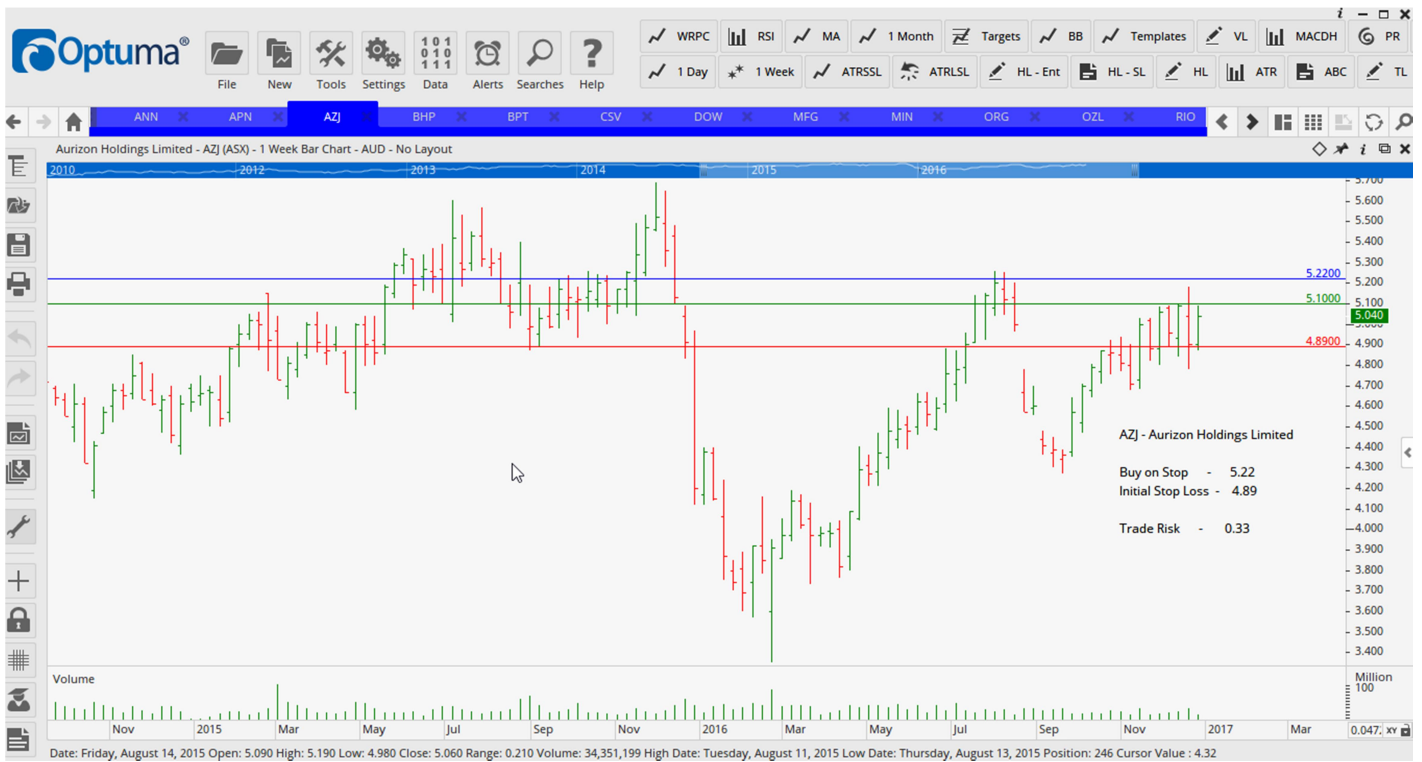 Optuma®
File New Tools Settings Data Alerts Searches Help
WRPC RSI MA 1 Month Targets BB Templates VL MACDH PR
1 Day 1 Week ATRSSL ATRLSL HL - Ent HL - SL HL ATR ABC TL
ANN APN AZJ BHP BPT CSV DOW MFG MIN ORG OZL RIO
Aurizon Holdings Limited - AZJ (ASX) - 1 Week Bar Chart - AUD - No Layout
2010 2012 2013 2014 2015 2016
5.700
5.600
5.500
5.400
5.300
5.2200
5.200
5.1000
5.100
5.040
5.000
4.8900
4.900
4.800
4.700
4.600
4.500
AZJ - Aurizon Holdings Limited
4.400
Buy on Stop - 5.22
4.300
Initial Stop Loss - 4.89
4.200
4.100
Trade Risk - 0.33
4.000
3.900
3.800
3.700
3.600
3.500
3.400
Volume
Million
100
Nov 2015 Mar May Jul Sep Nov 2016 Mar May Jul Sep Nov 2017 Mar 0.047: XY
Date: Friday, August 14, 2015 Open: 5.090 High: 5.190 Low: 4.980 Close: 5.060 Range: 0.210 Volume: 34,351,199 High Date: Tuesday, August 11, 2015 Low Date: Thursday, August 13, 2015 Position: 246 Cursor Value : 4.32